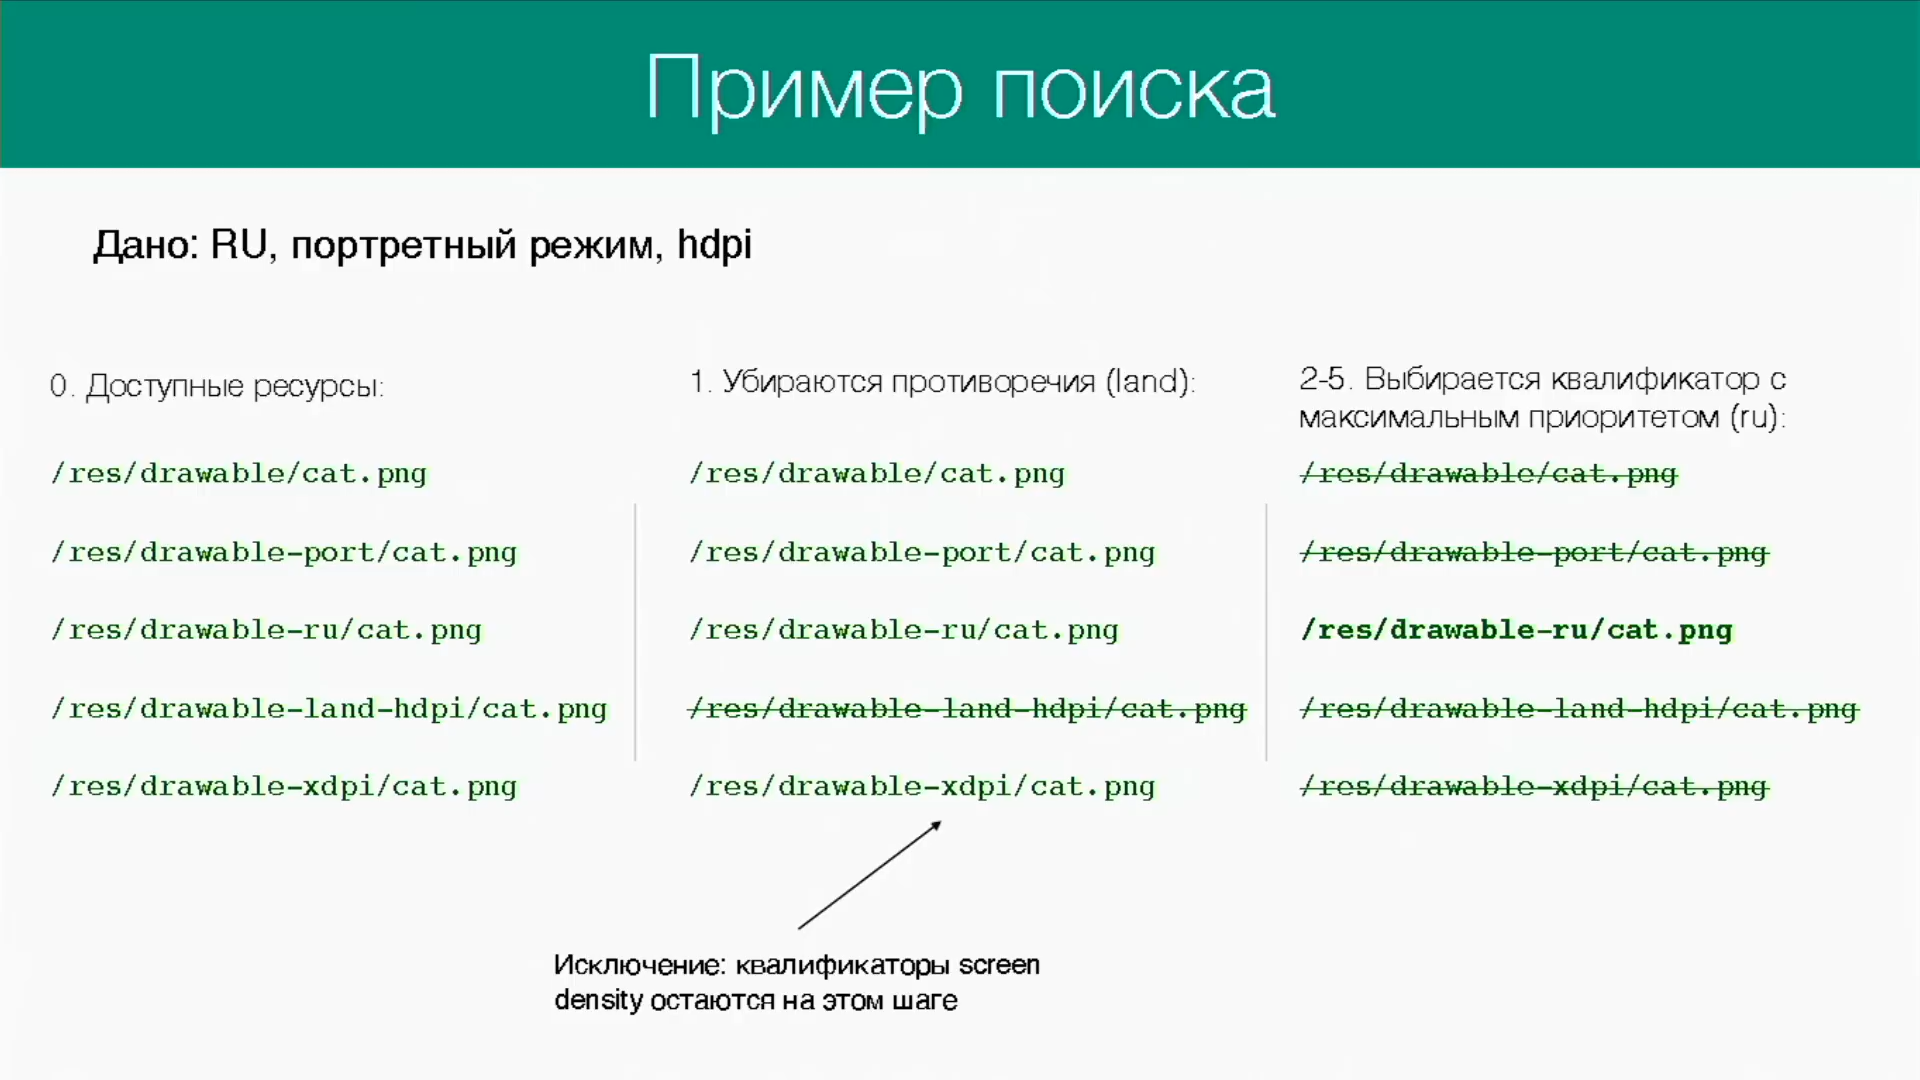 Пример поиска
Дано: RU, портретный режим, hdpi
0. Доступные ресурсы:
/res/drawable/cat.png
/res/drawable-port/cat.png
/res/drawable-ru/cat.png
/res/drawable-land-hdpi/cat.png
/res/drawable-xdpi/cat.png
1. Убираются противоречия (land):
/res/drawable/cat.png
/res/drawable-port/cat.png
/res/drawable-ru/cat.png
/res/drawable-land-hdpi/cat.png
/res/drawable-xdpi/cat.png
Исключение: квалификаторы screen
density остаются на этом шаге
2-5. Выбирается квалификатор с
максимальным приоритетом (ru):
/res/drawable/cat.png
/res/drawable-port/cat.png
/res/drawable-ru/cat.png
/res/drawable-land-hdpi/cat.png
/res/drawable-xdpi/cat.png